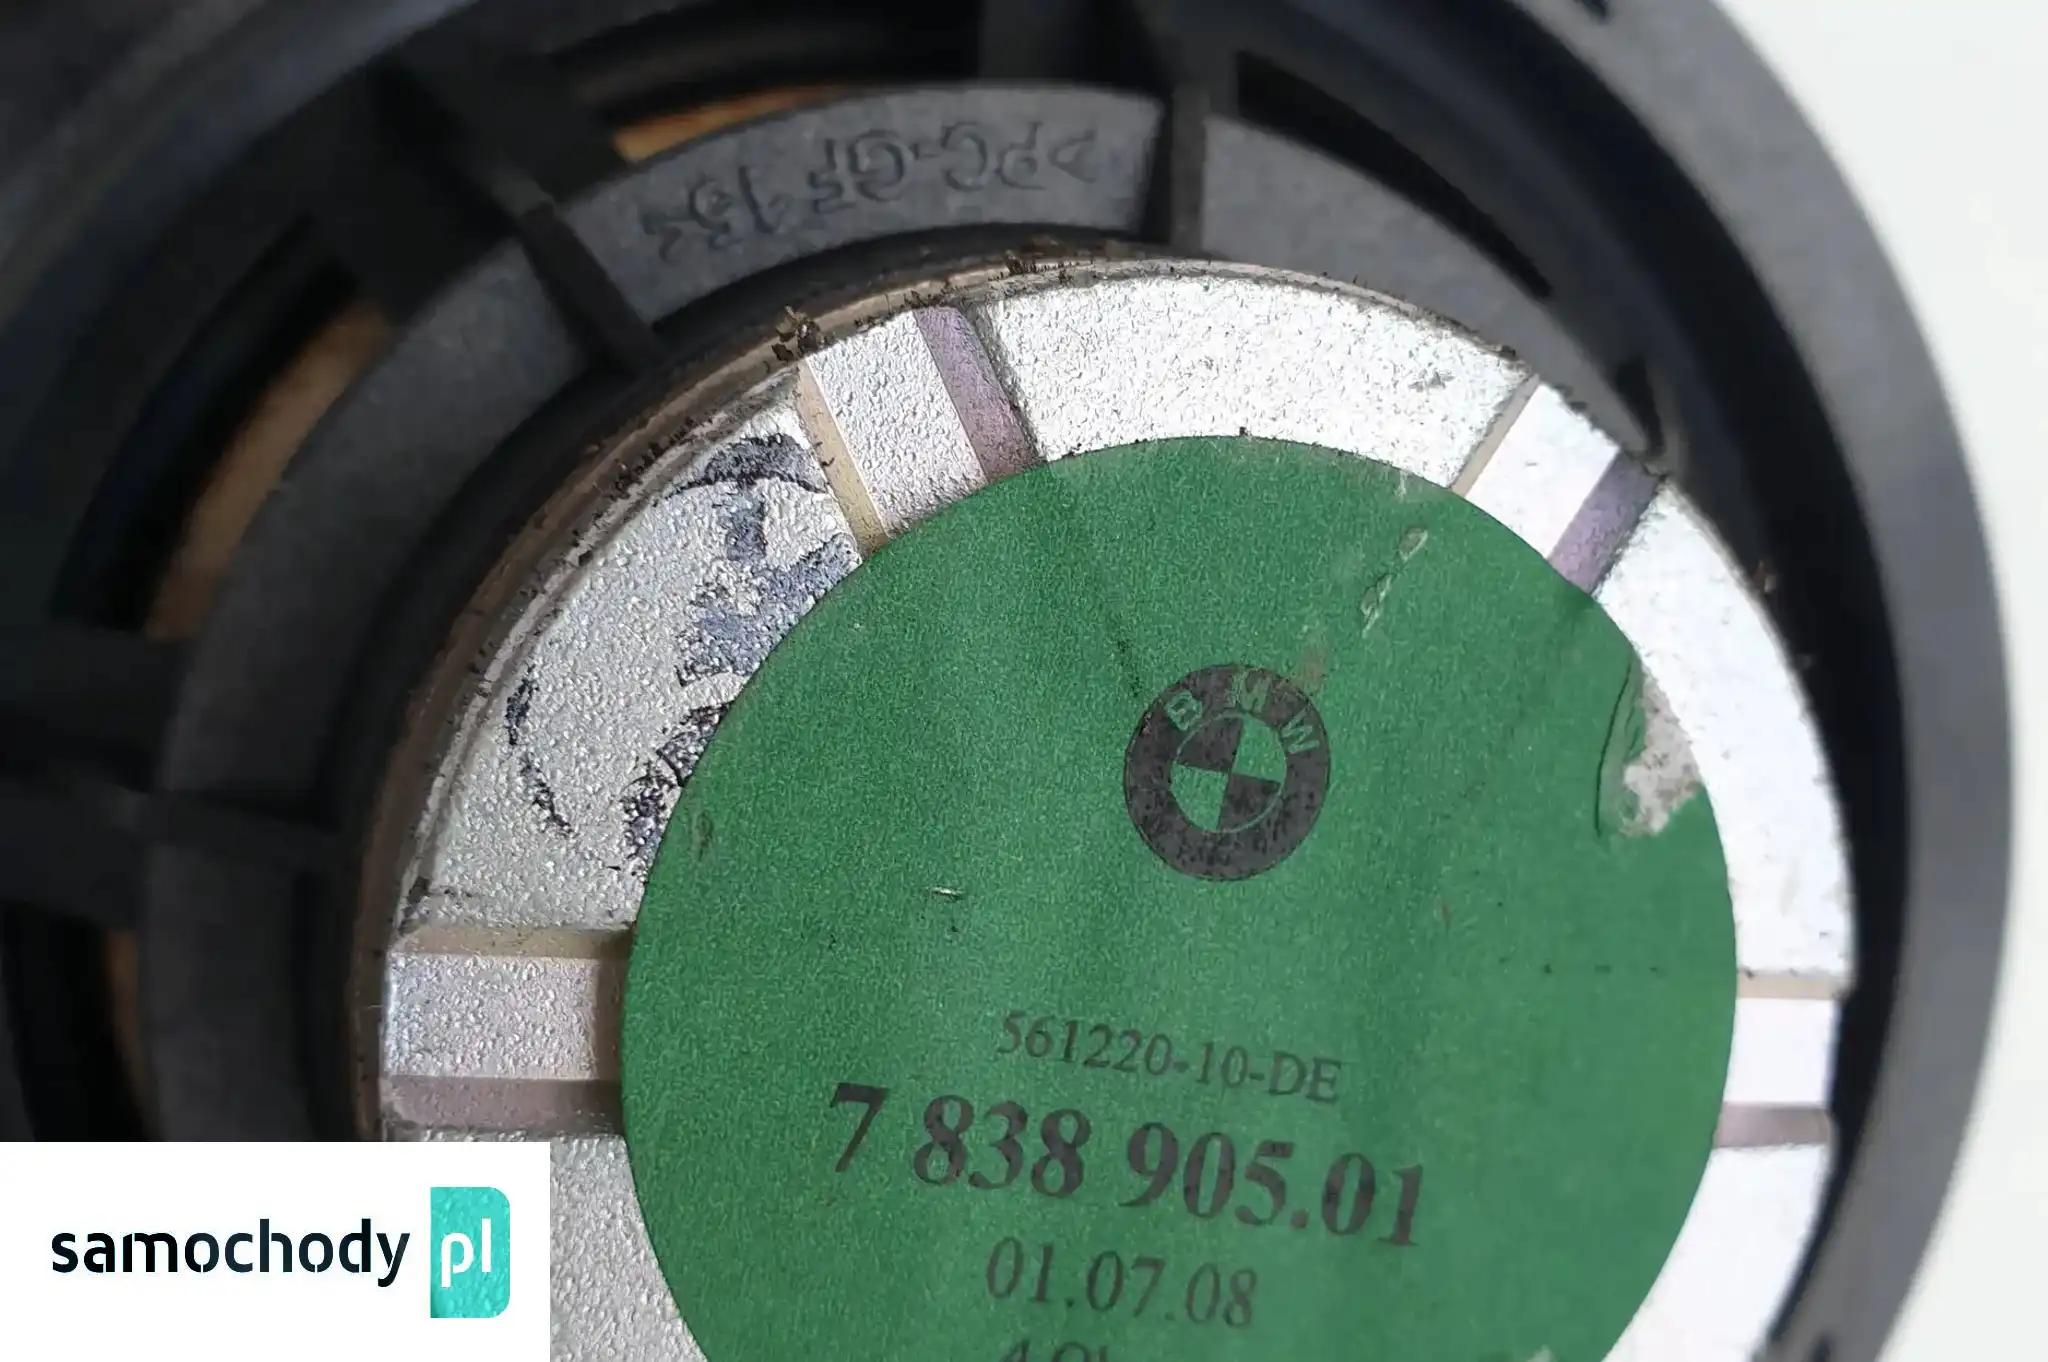 >PC-GF13<
BMW
561220-10-DE
7 838 905.01
01.07.08
samochody pl